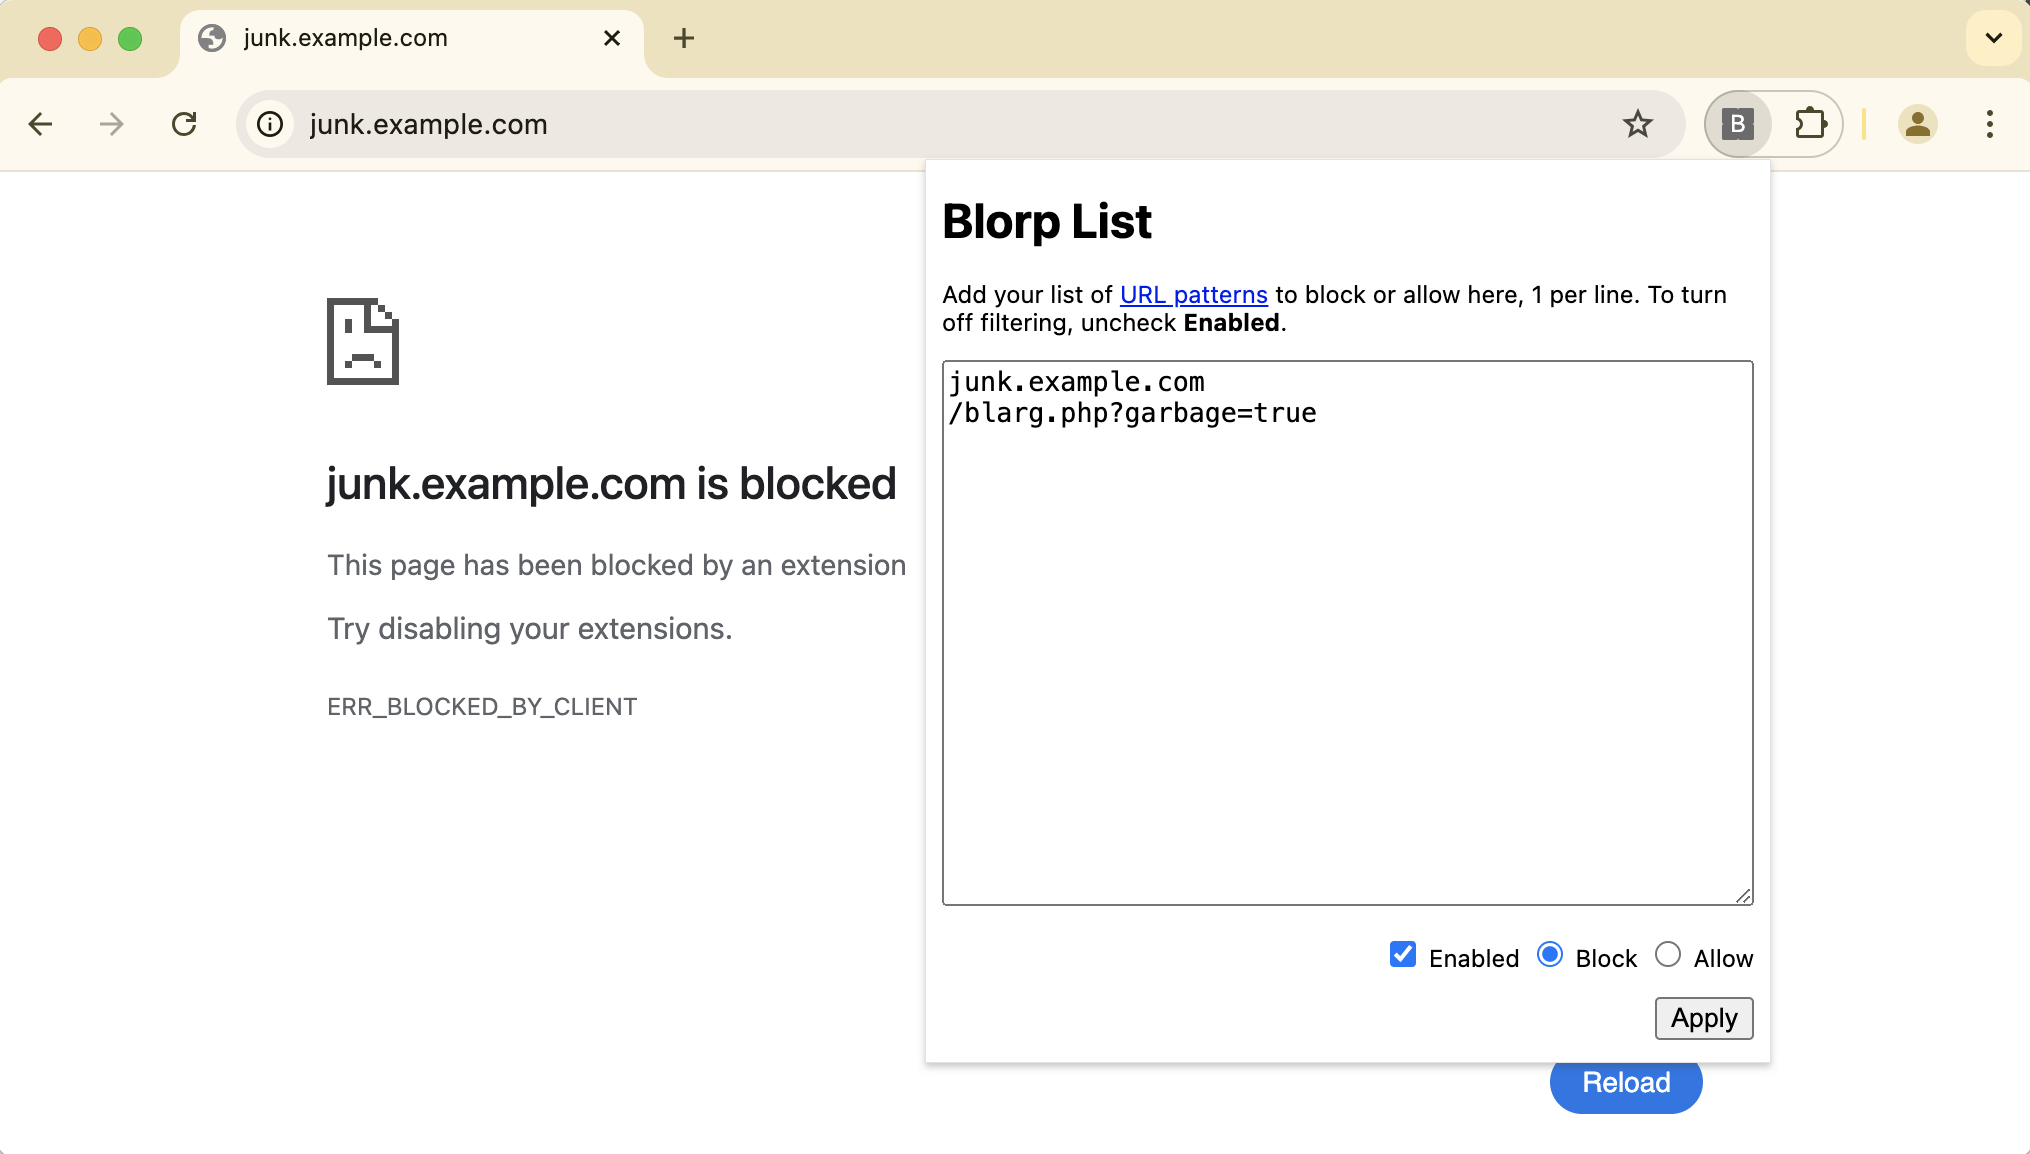 junk.example.com
junk.example.com
B
Blorp List
Add your list of URL patterns to block or allow here, 1 per line. To turn
off filtering, uncheck Enabled.
junk.example.com
/blarg.php?garbage=true
Enabled Block Allow
Apply
junk.example.com is blocked
This page has been blocked by an extension
Try disabling your extensions.
ERR_BLOCKED_BY_CLIENT
Reload